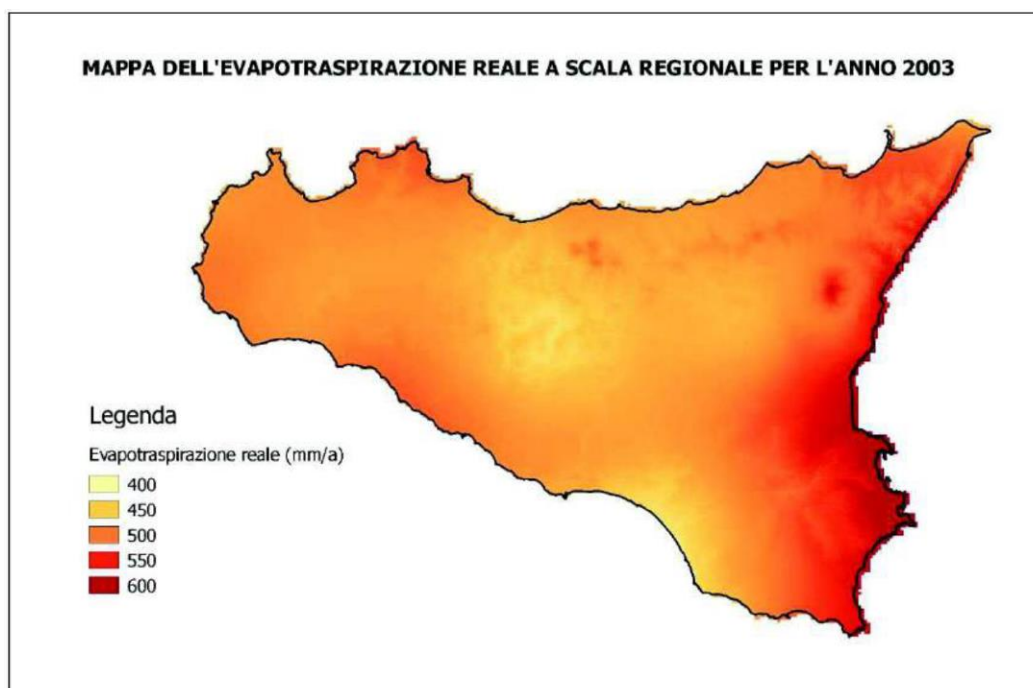 MAPPA DELL'EVAPOTRASPIRAZIONE REALE A SCALA REGIONALE PER L'ANNO 2003
Legenda
Evapotraspirazione reale (mm/a)
400
450
500
550
600